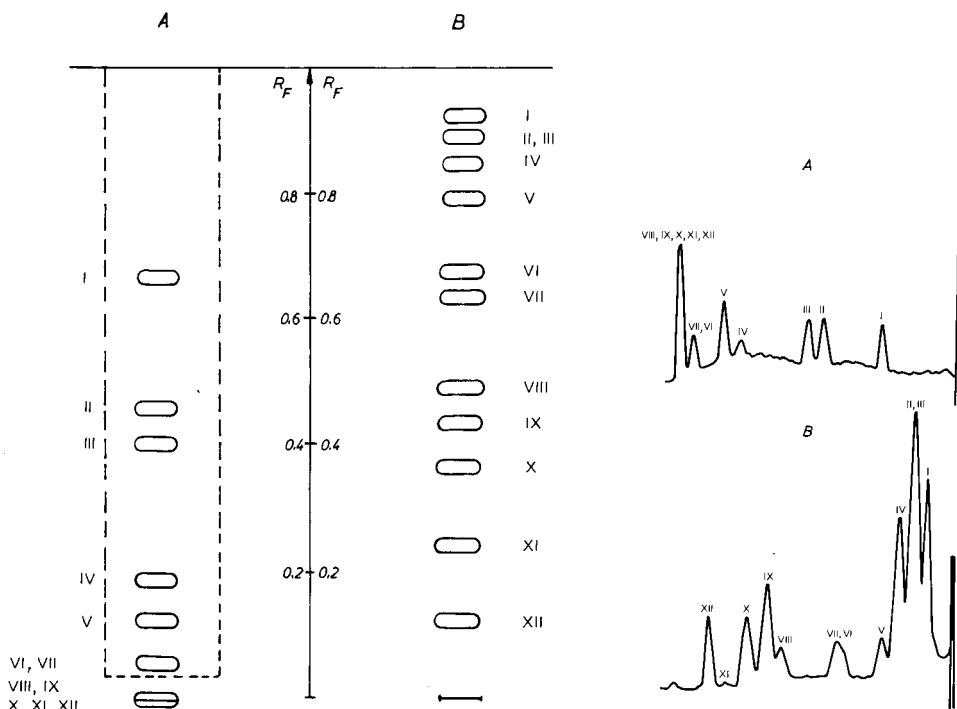 A
B
R_F R_F
I
II, III
IV
0.8 0.8
V
VI
I
VII
0.6 0.6
VIII
II
IX
III
0.4 0.4
X
XI
IV
0.2 0.2
V
XII
VI, VII
VIII, IX
X, XI, XII
A
VIII, IX, X, XI, XII
V
III II I
VII, VI
IV
B
II, III
I
IV
IX
XII X
V
VIII VII, VI
XI